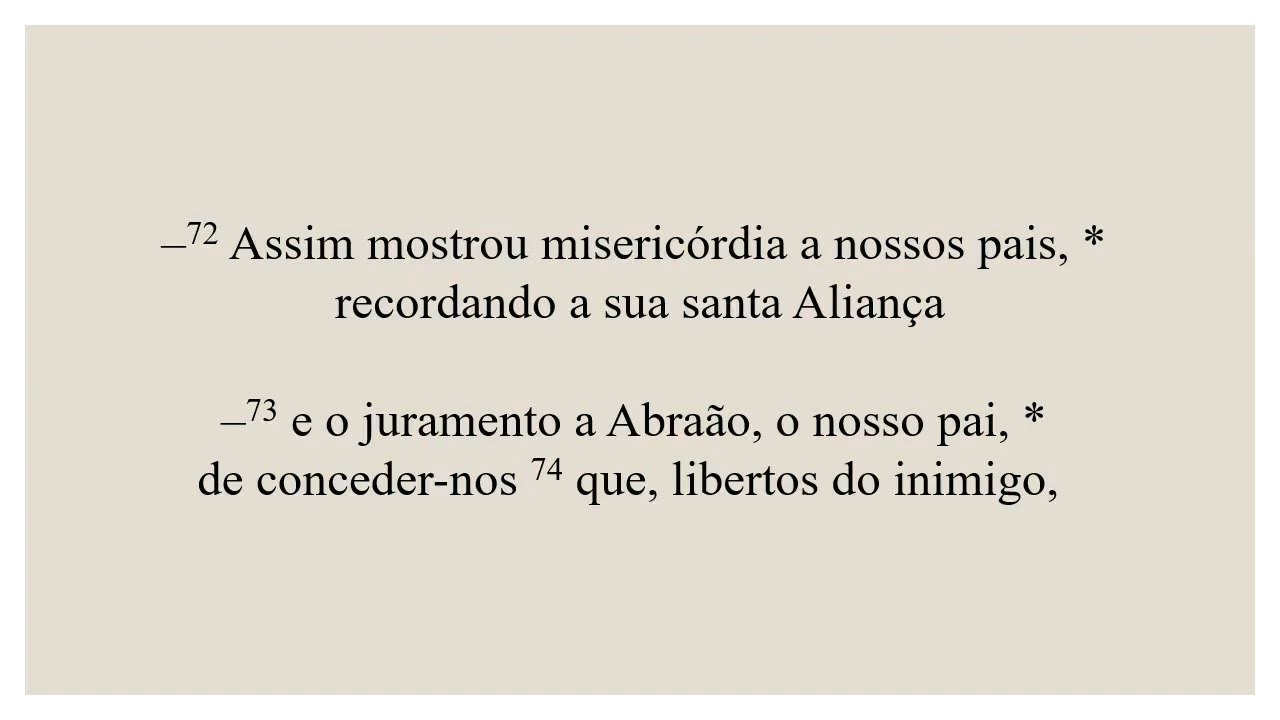 –72 Assim mostrou misericórdia a nossos pais, *
recordando a sua santa Aliança
–73 e o juramento a Abraão, o nosso pai, *
de conceder-nos 74 que, libertos do inimigo,